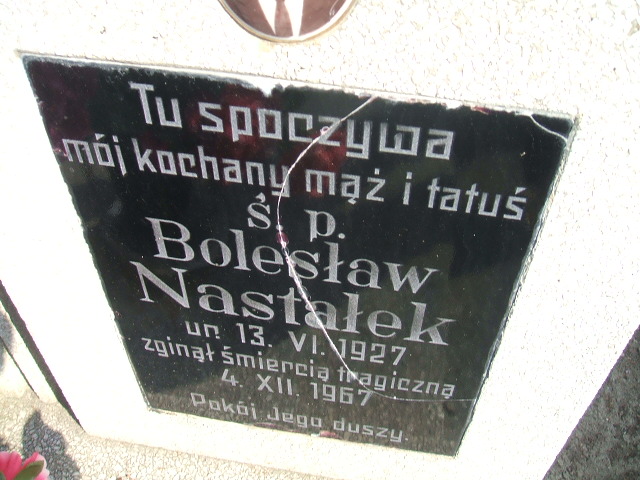 Tu spoczywa
mój kochany mąż i tatuś
ś. p.
Bolesław
Nastałek
ur. 13. VI. 1927
zginął śmiercią tragiczną
4. XII. 1967
Pokój Jego duszy.